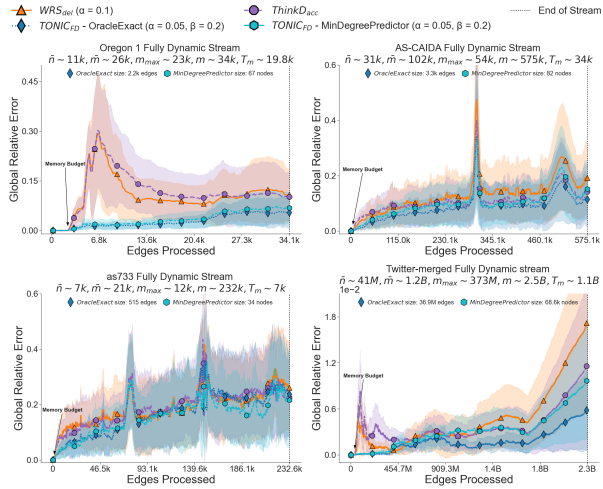 WRS_del (α = 0.1)
ThinkD_acc
End of Stream
TONIC_FD - OracleExact (α = 0.05, β = 0.2)
TONIC_FD - MinDegreePredictor (α = 0.05, β = 0.2)
Oregon 1 Fully Dynamic Stream
n̄ ~ 11k, m̄ ~ 26k, m_max ~ 23k, m ~ 34k, T_m ~ 19.8k
OracleExact size: 2.2k edges
MinDegreePredictor size: 67 nodes
Memory Budget
Global Relative Error
0.45
0.30
0.15
0.00
0
6.8k
13.6k
20.4k
27.3k
34.1k
Edges Processed
AS-CAIDA Fully Dynamic Stream
n̄ ~ 31k, m̄ ~ 102k, m_max ~ 54k, m ~ 575k, T_m ~ 34k
OracleExact size: 3.3k edges
MinDegreePredictor size: 82 nodes
Memory Budget
Global Relative Error
0.6
0.4
0.2
0.0
0
115.0k
230.1k
345.1k
460.1k
575.1k
Edges Processed
as733 Fully Dynamic Stream
n̄ ~ 7k, m̄ ~ 21k, m_max ~ 12k, m ~ 232k, T_m ~ 7k
OracleExact size: 515 edges
MinDegreePredictor size: 34 nodes
Memory Budget
Global Relative Error
0.6
0.4
0.2
0.0
0
46.5k
93.1k
139.6k
186.1k
232.6k
Edges Processed
Twitter-merged Fully Dynamic stream
n̄ ~ 41M, m̄ ~ 1.2B, m_max ~ 373M, m ~ 2.5B, T_m ~ 1.1B
1e-2
OracleExact size: 36.9M edges
MinDegreePredictor size: 68.6k nodes
Memory Budget
Global Relative Error
1.8
1.2
0.6
0.0
0
454.7M
909.3M
1.4B
1.8B
2.3B
Edges Processed